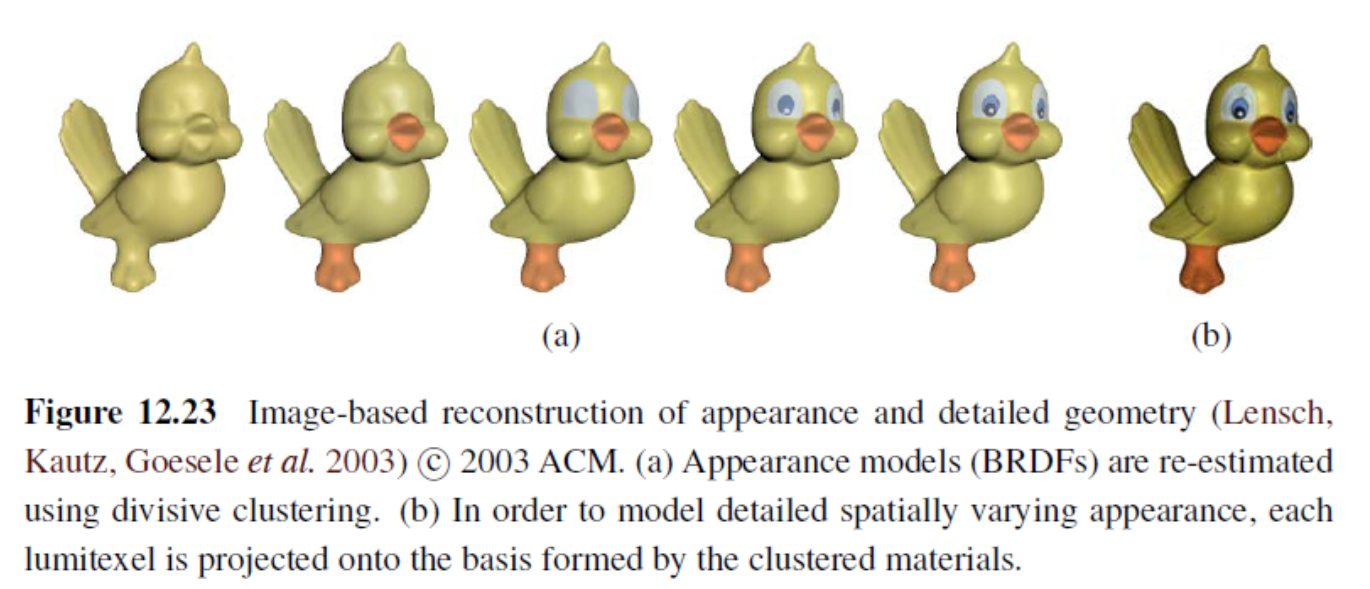 (a)
(b)
Figure 12.23 Image-based reconstruction of appearance and detailed geometry (Lensch,
Kautz, Goesele et al. 2003) © 2003 ACM. (a) Appearance models (BRDFs) are re-estimated
using divisive clustering. (b) In order to model detailed spatially varying appearance, each
lumitexel is projected onto the basis formed by the clustered materials.